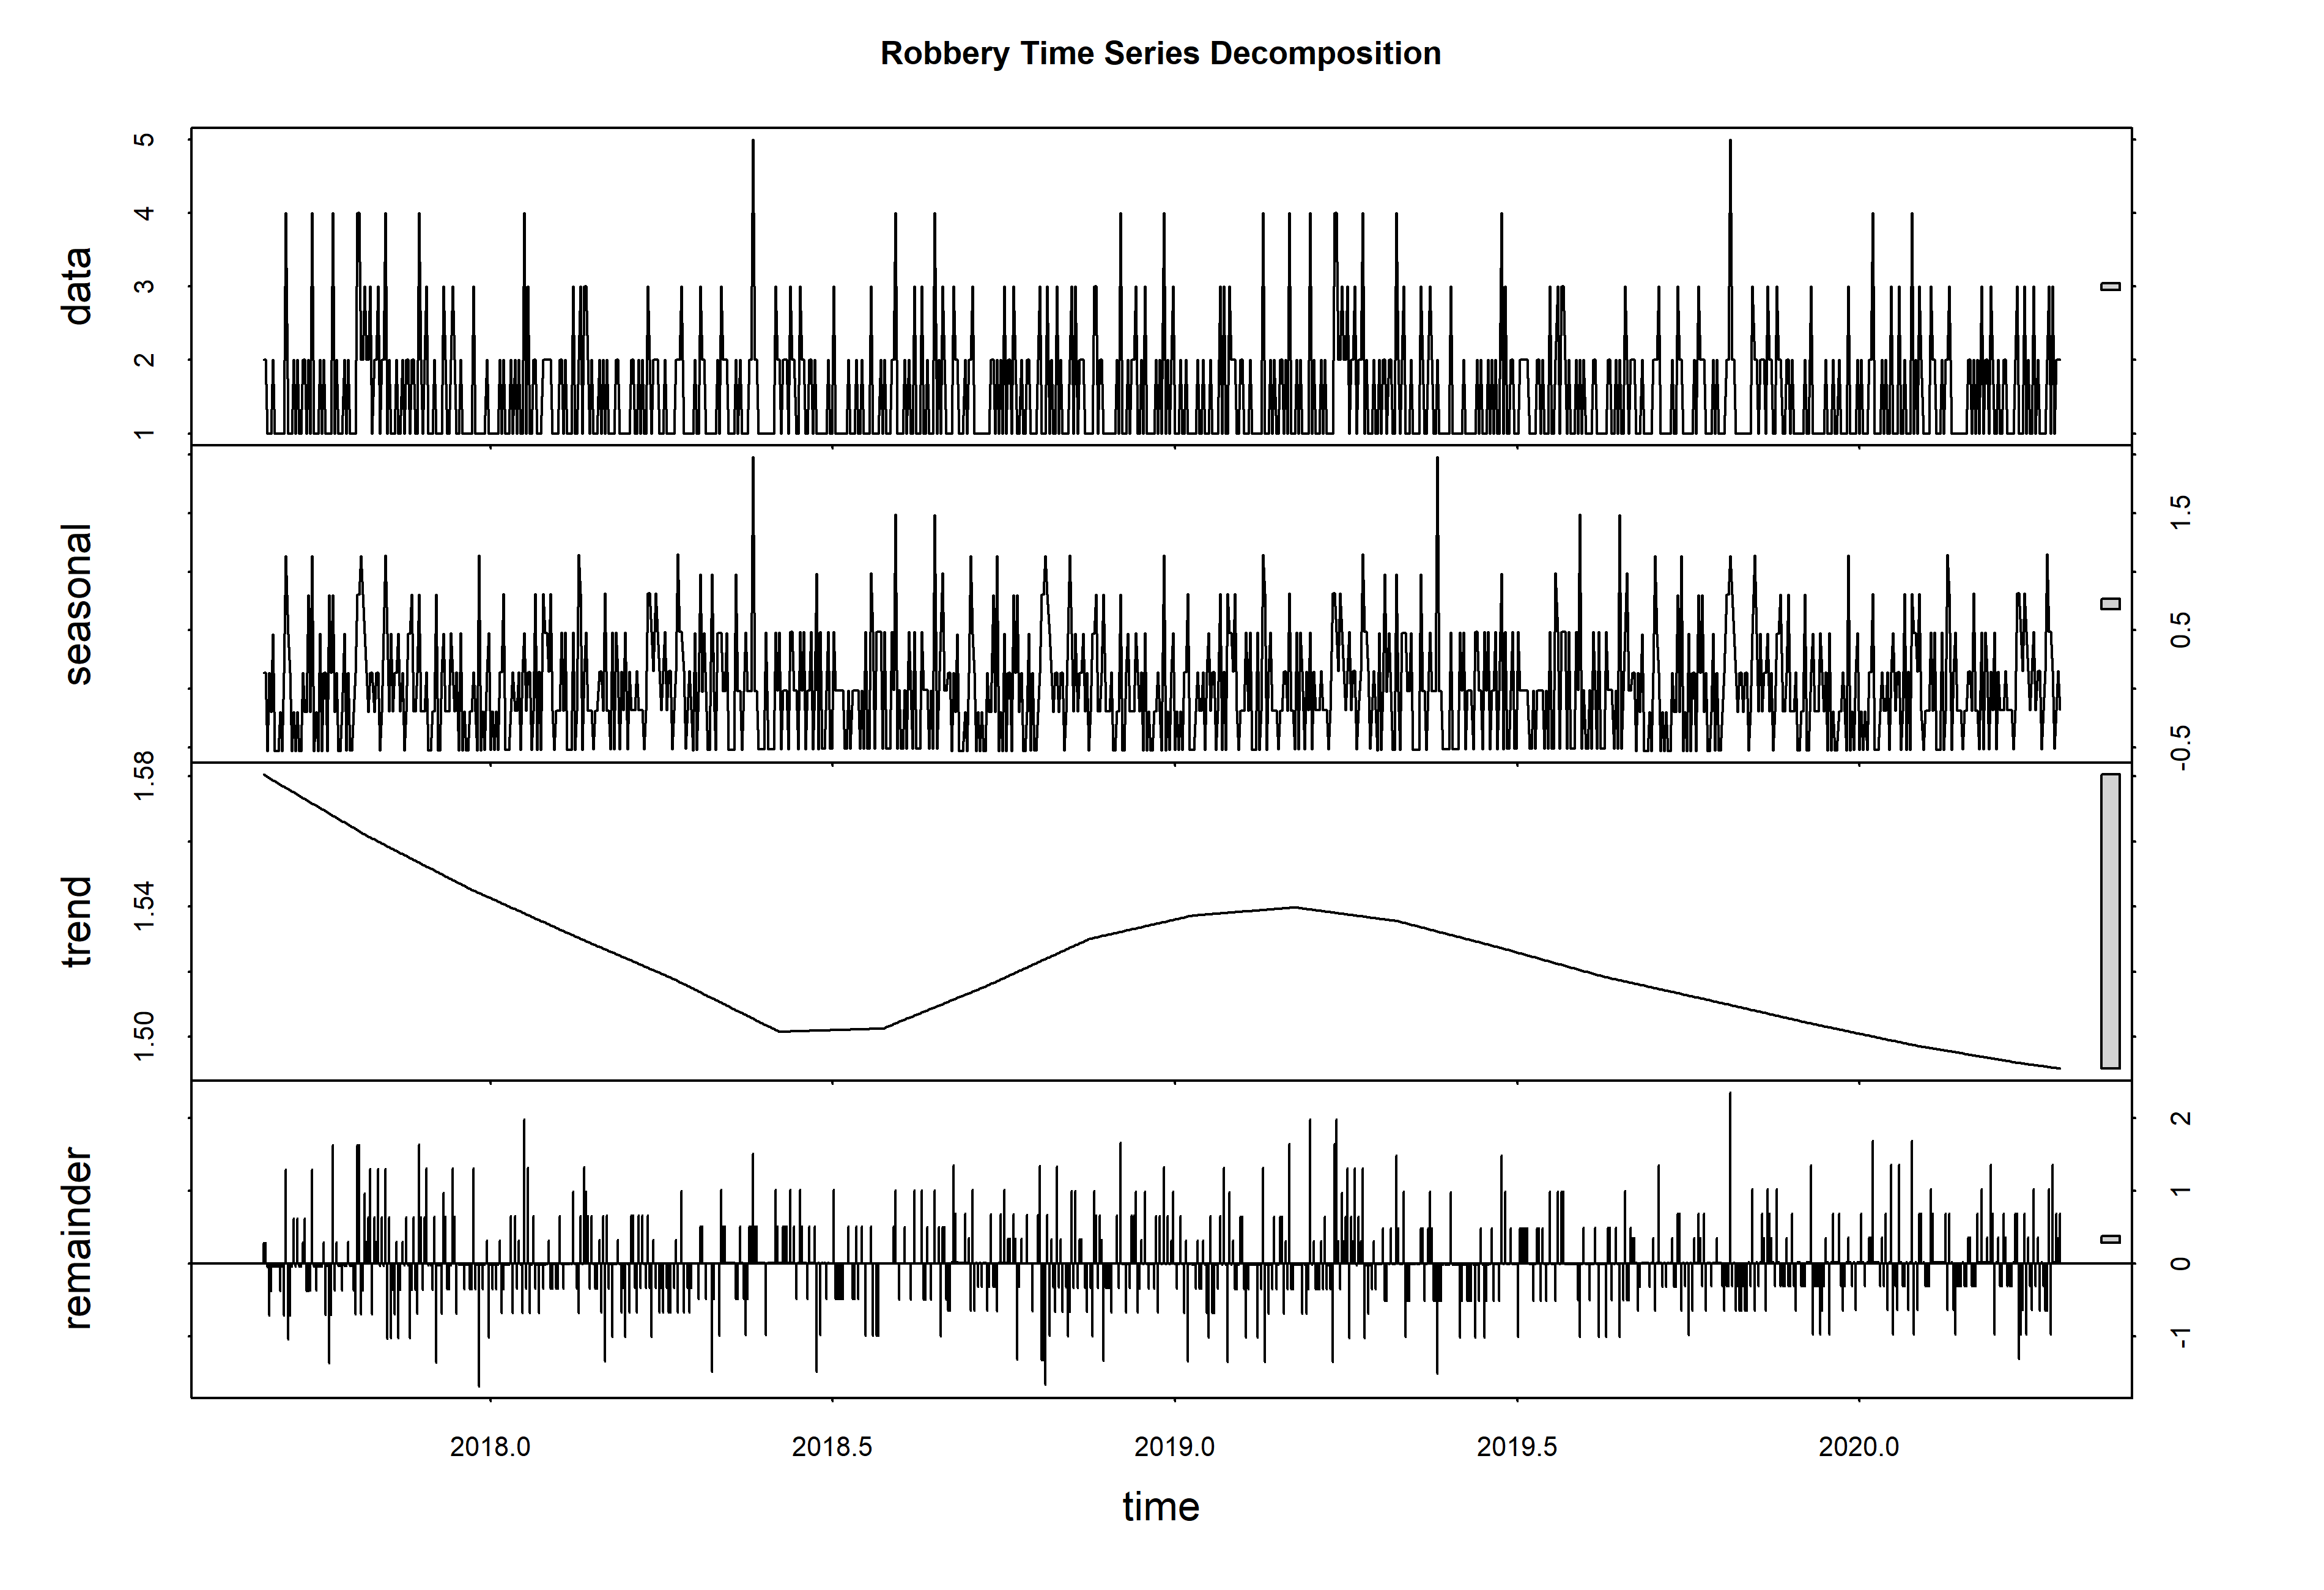 Robbery Time Series Decomposition
data
5
4
3
2
1
seasonal
1.5
0.5
-0.5
trend
1.58
1.54
1.50
remainder
2
1
0
-1
2018.0 2018.5 2019.0 2019.5 2020.0
time